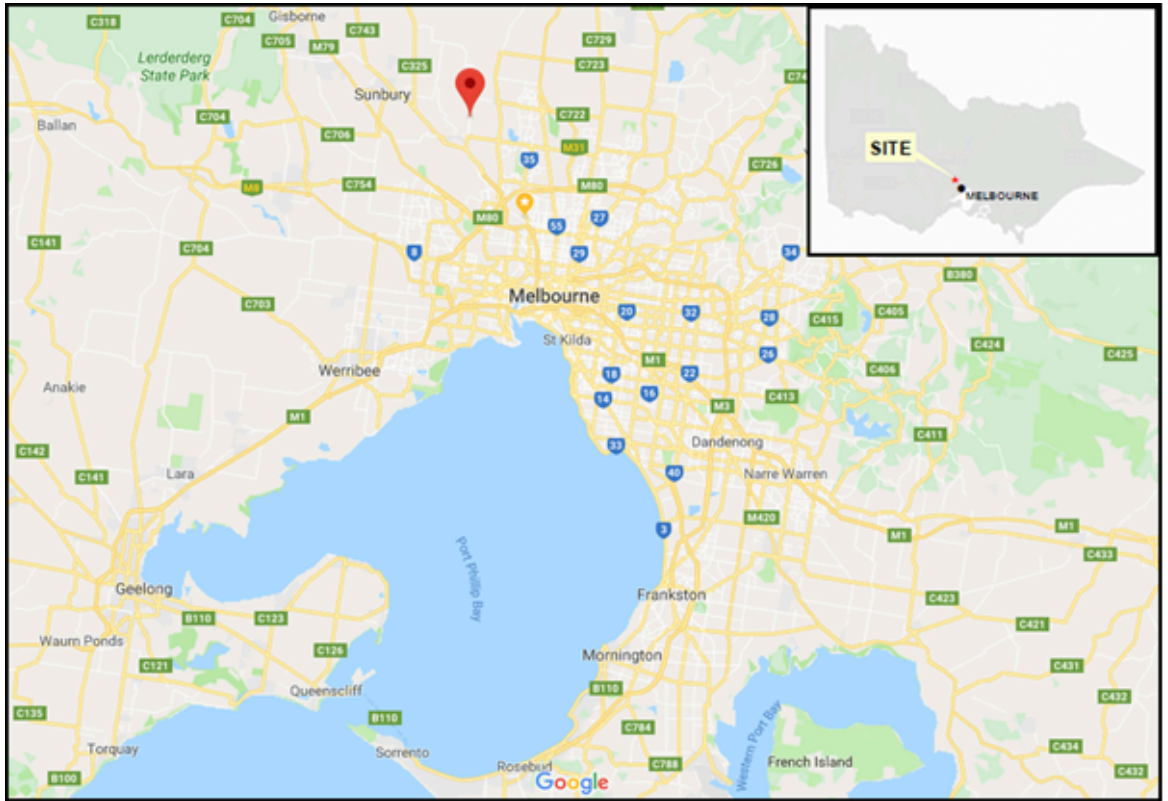 C318
C704
Gisborne
C743
C705
M79
C729
C325
C723
C74
Lerderderg
State Park
Sunbury
C704
C722
Ballan
C706
M31
35
C726
M8
C754
M80
M80
27
55
C141
C704
8
29
34
B380
SITE
MELBOURNE
Melbourne
C703
20
32
28
C415
C405
St Kilda
C424
C425
M1
26
Werribee
18
22
C406
Anakie
16
C413
14
M3
M1
C411
Dandenong
33
C142
Lara
C141
40
Narre Warren
M420
3
M1
M1
C433
Port Phillip Bay
Geelong
Frankston
C423
B110
C123
C421
Waurn Ponds
C126
Mornington
C121
C431
Queenscliff
B110
C432
C135
B110
C784
Western Port Bay
Torquay
Sorrento
C434
B100
Rosebud
C788
French Island
C432
Google